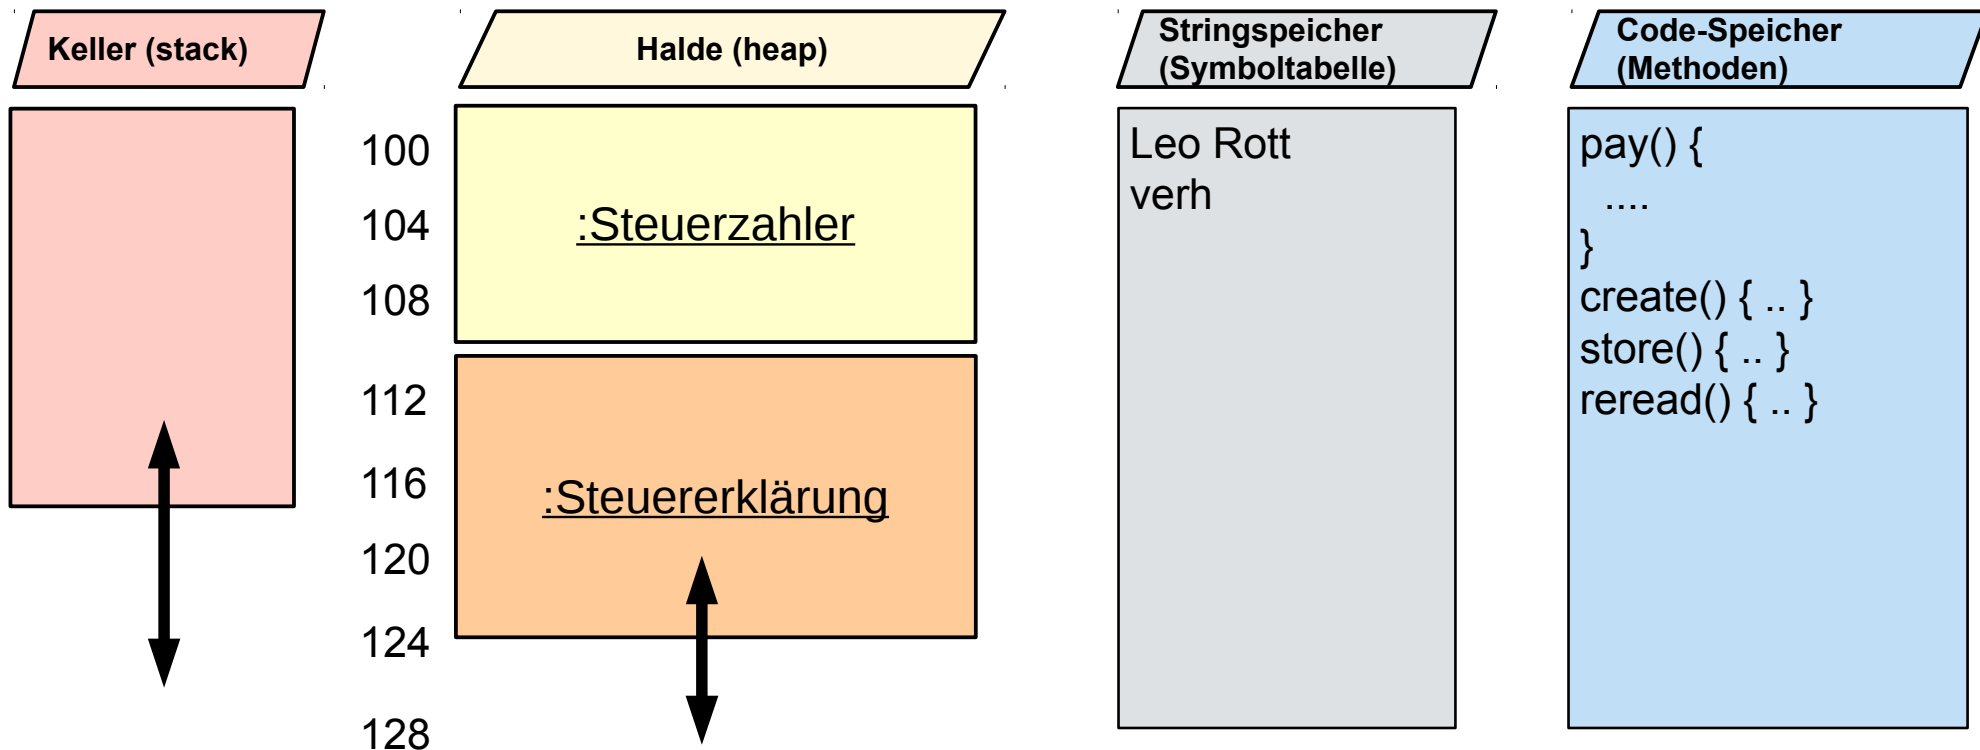 Keller (stack)
Halde (heap)
Stringspeicher
(Symboltabelle)
Code-Speicher
(Methoden)
100
104
108
112
116
120
124
128
:Steuerzahler
:Steuererklärung
Leo Rott
verh
pay() {
....
}
create() { .. }
store() { .. }
reread() { .. }